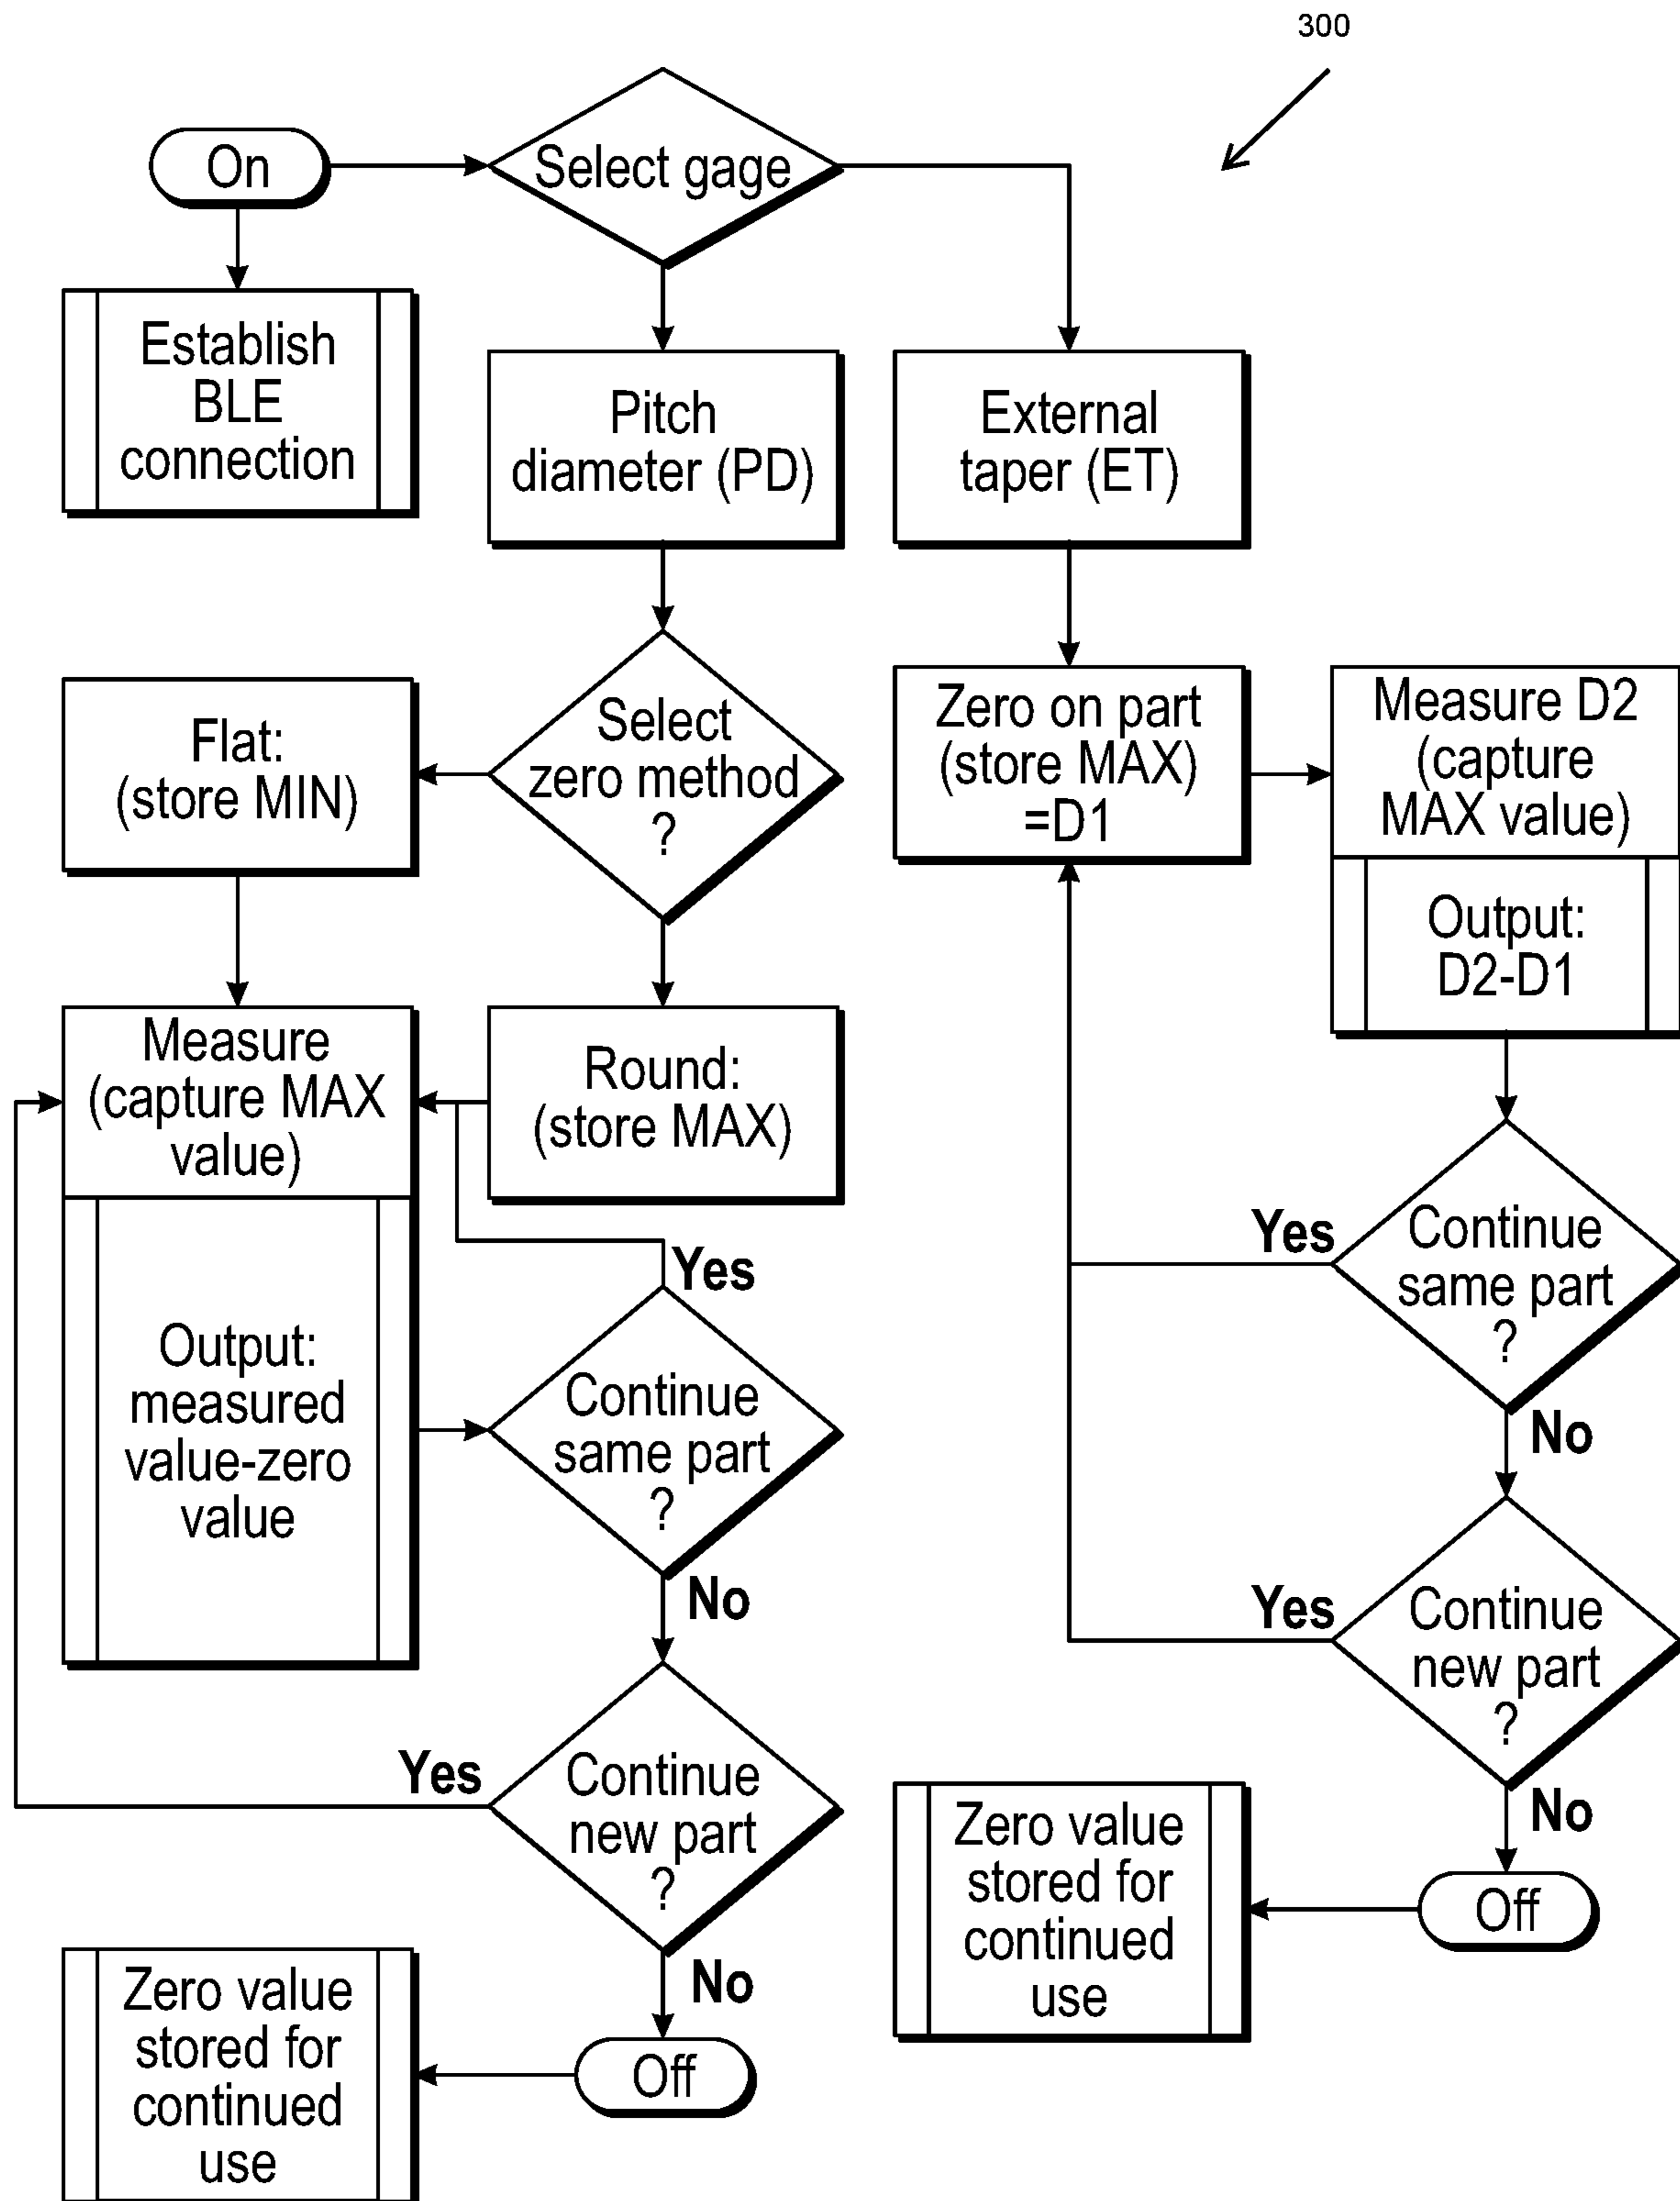 300
On
Select gage
Establish
BLE
connection
Pitch
diameter (PD)
External
taper (ET)
Flat:
(store MIN)
Select
zero method
?
Zero on part
(store MAX)
=D1
Measure D2
(capture
MAX value)
Output:
D2-D1
Measure
(capture MAX
value)
Round:
(store MAX)
Output:
measured
value-zero
value
Yes
Continue
same part
?
No
Yes
Continue
new part
?
No
Off
Zero value
stored for
continued
use
Yes
Continue
same part
?
No
Yes
Continue
new part
?
No
Off
Zero value
stored for
continued
use